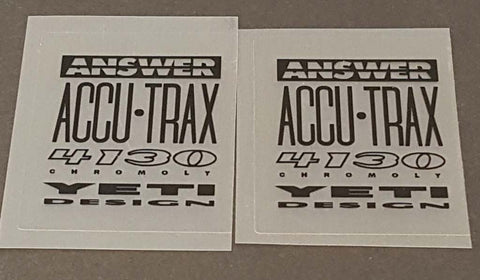 ANSWER
ACCU·TRAX
4130
CHROMOLY
YETI
DESIGN
ANSWER
ACCU·TRAX
4130
CHROMOLY
YETI
DESIGN